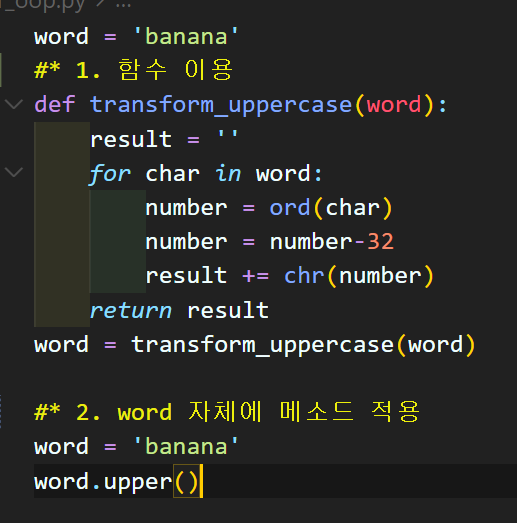 _oop.py > ...
word = 'banana'
#* 1. 함수 이용
def transform_uppercase(word):
    result = ''
    for char in word:
        number = ord(char)
        number = number-32
        result += chr(number)
    return result
word = transform_uppercase(word)
#* 2. word 자체에 메소드 적용
word = 'banana'
word.upper()